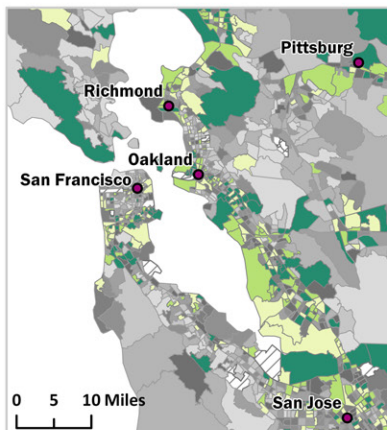 Pittsburg
Richmond
Oakland
San Francisco
San Jose
0 5 10 Miles